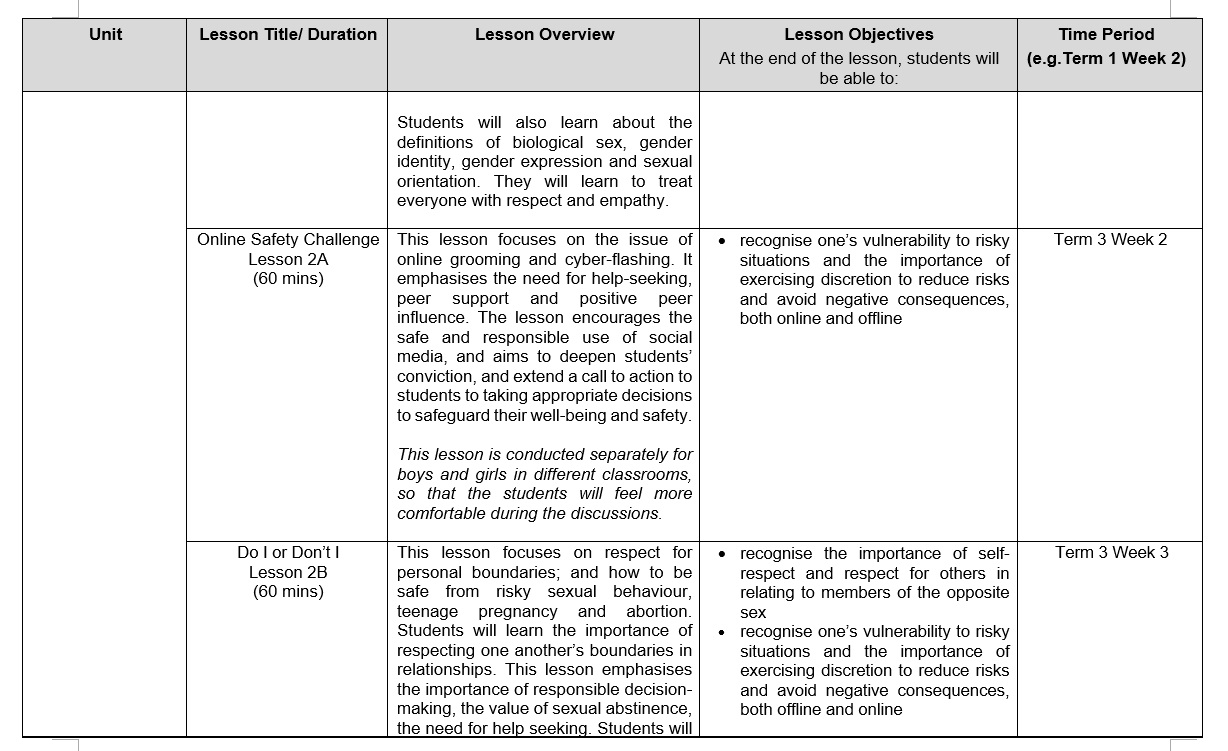 Unit
Lesson Title/ Duration
Lesson Overview
Lesson Objectives
At the end of the lesson, students will
be able to:
Time Period
(e.g.Term 1 Week 2)
Students will also learn about the
definitions of biological sex, gender
identity, gender expression and sexual
orientation. They will learn to treat
everyone with respect and empathy.
Online Safety Challenge
Lesson 2A
(60 mins)
This lesson focuses on the issue of
online grooming and cyber-flashing. It
emphasises the need for help-seeking,
peer support and positive peer
influence. The lesson encourages the
safe and responsible use of social
media, and aims to deepen students’
conviction, and extend a call to action to
students to taking appropriate decisions
to safeguard their well-being and safety.
This lesson is conducted separately for
boys and girls in different classrooms,
so that the students will feel more
comfortable during the discussions.
• recognise one’s vulnerability to risky
situations and the importance of
exercising discretion to reduce risks
and avoid negative consequences,
both online and offline
Term 3 Week 2
Do I or Don’t I
Lesson 2B
(60 mins)
This lesson focuses on respect for
personal boundaries; and how to be
safe from risky sexual behaviour,
teenage pregnancy and abortion.
Students will learn the importance of
respecting one another’s boundaries in
relationships. This lesson emphasises
the importance of responsible decision-
making, the value of sexual abstinence,
the need for help seeking. Students will
• recognise the importance of self-
respect and respect for others in
relating to members of the opposite
sex
• recognise one’s vulnerability to risky
situations and the importance of
exercising discretion to reduce risks
and avoid negative consequences,
both offline and online
Term 3 Week 3